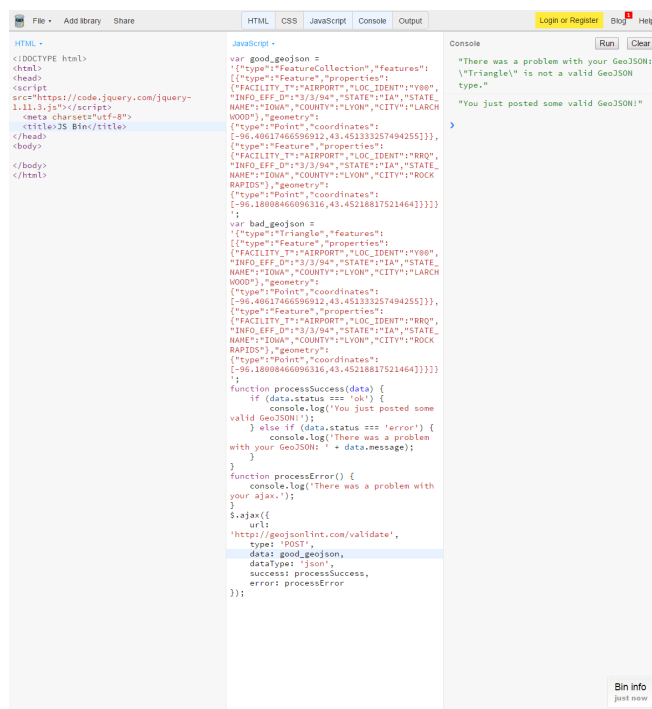 File Add library Share HTML CSS JavaScript Console Output Login or Register Blog 1 Help
HTML
<!DOCTYPE html>
<html>
<head>
<script
src="https://code.jquery.com/jquery-
1.11.3.js"></script>
<meta charset="utf-8">
<title>JS Bin</title>
</head>
<body>
</body>
</html>
JavaScript
var good_geojson =
'{"type":"FeatureCollection","features":
[{"type":"Feature","properties":
{"FACILITY_T":"AIRPORT","LOC_IDENT":"Y00",
"INFO_EFF_D":"3/3/94","STATE":"IA","STATE_
NAME":"IOWA","COUNTY":"LYON","CITY":"LARCH
WOOD"},"geometry":
{"type":"Point","coordinates":
[-96.40617466596912,43.451333257494255]}},
{"type":"Feature","properties":
{"FACILITY_T":"AIRPORT","LOC_IDENT":"RRQ",
"INFO_EFF_D":"3/3/94","STATE":"IA","STATE_
NAME":"IOWA","COUNTY":"LYON","CITY":"ROCK
RAPIDS"},"geometry":
{"type":"Point","coordinates":
[-96.18008466096316,43.45218817521464]}}]}
';
var bad_geojson =
'{"type":"Triangle","features":
[{"type":"Feature","properties":
{"FACILITY_T":"AIRPORT","LOC_IDENT":"Y00",
"INFO_EFF_D":"3/3/94","STATE":"IA","STATE_
NAME":"IOWA","COUNTY":"LYON","CITY":"LARCH
WOOD"},"geometry":
{"type":"Point","coordinates":
[-96.40617466596912,43.451333257494255]}},
{"type":"Feature","properties":
{"FACILITY_T":"AIRPORT","LOC_IDENT":"RRQ",
"INFO_EFF_D":"3/3/94","STATE":"IA","STATE_
NAME":"IOWA","COUNTY":"LYON","CITY":"ROCK
RAPIDS"},"geometry":
{"type":"Point","coordinates":
[-96.18008466096316,43.45218817521464]}}]}
';
function processSuccess(data) {
if (data.status === 'ok') {
console.log('You just posted some
valid GeoJSON!');
} else if (data.status === 'error') {
console.log('There was a problem
with your GeoJSON: ' + data.message);
}
}
function processError() {
console.log('There was a problem with
your ajax.');
}
$.ajax({
url:
'http://geojsonlint.com/validate',
type: 'POST',
data: good_geojson,
dataType: 'json',
success: processSuccess,
error: processError
});
Console Run Clear
"There was a problem with your GeoJSON:
\"Triangle\" is not a valid GeoJSON
type."
"You just posted some valid GeoJSON!"
Bin info
just now